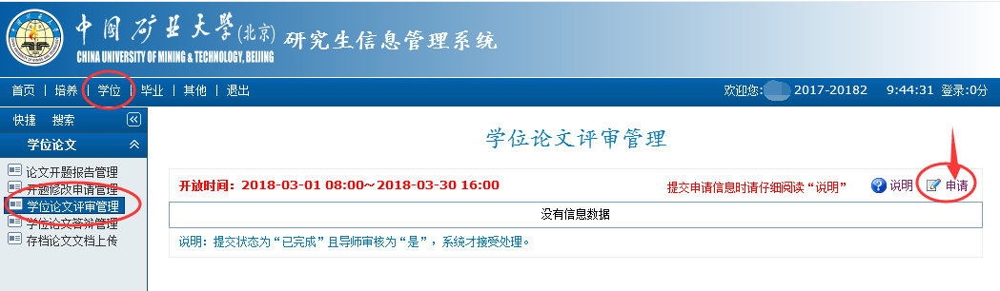 中国矿业大学(北京) 研究生信息管理系统
CHINA UNIVERSITY OF MINING & TECHNOLOGY, BEIJING
首页 | 培养 | 学位 | 毕业 | 其他 | 退出 欢迎您: 2017-20182 9:44:31 登录:0分
快捷 搜索
学位论文
论文开题报告管理
开题修改申请管理
学位论文评审管理
学位论文答辩管理
存档论文文档上传
学位论文评审管理
开放时间：2018-03-01 08:00～2018-03-30 16:00 提交申请信息时请仔细阅读“说明” 说明 申请
没有信息数据
说明：提交状态为“已完成”且导师审核为“是”，系统才接受处理。